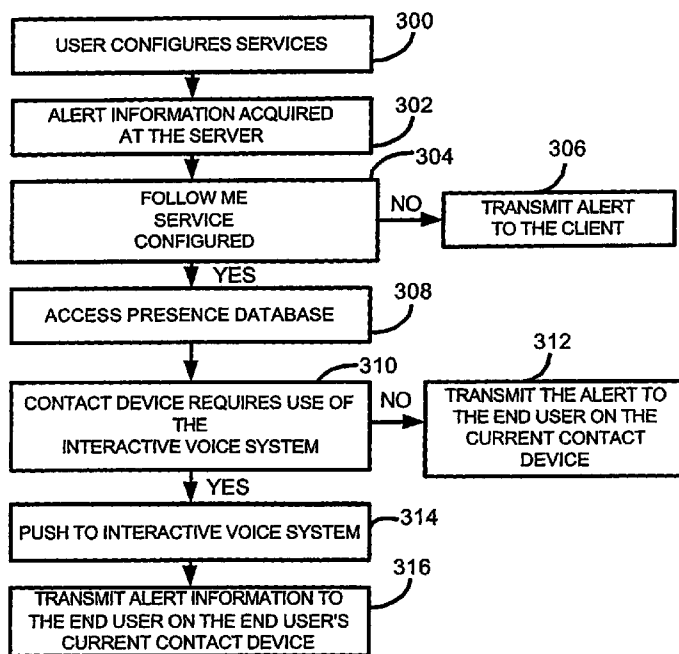 300
USER CONFIGURES SERVICES
302
ALERT INFORMATION ACQUIRED
AT THE SERVER
304
306
FOLLOW ME
SERVICE
CONFIGURED
NO
TRANSMIT ALERT
TO THE CLIENT
YES
308
ACCESS PRESENCE DATABASE
310
312
CONTACT DEVICE REQUIRES USE OF
THE
INTERACTIVE VOICE SYSTEM
NO
TRANSMIT THE ALERT TO
THE END USER ON THE
CURRENT CONTACT
DEVICE
YES
314
PUSH TO INTERACTIVE VOICE SYSTEM
316
TRANSMIT ALERT INFORMATION TO
THE END USER ON THE END USER'S
CURRENT CONTACT DEVICE